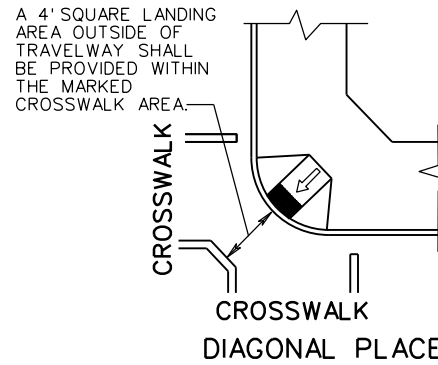 A 4' SQUARE LANDING
AREA OUTSIDE OF
TRAVELWAY SHALL
BE PROVIDED WITHIN
THE MARKED
CROSSWALK AREA.
CROSSWALK
CROSSWALK
DIAGONAL PLACE